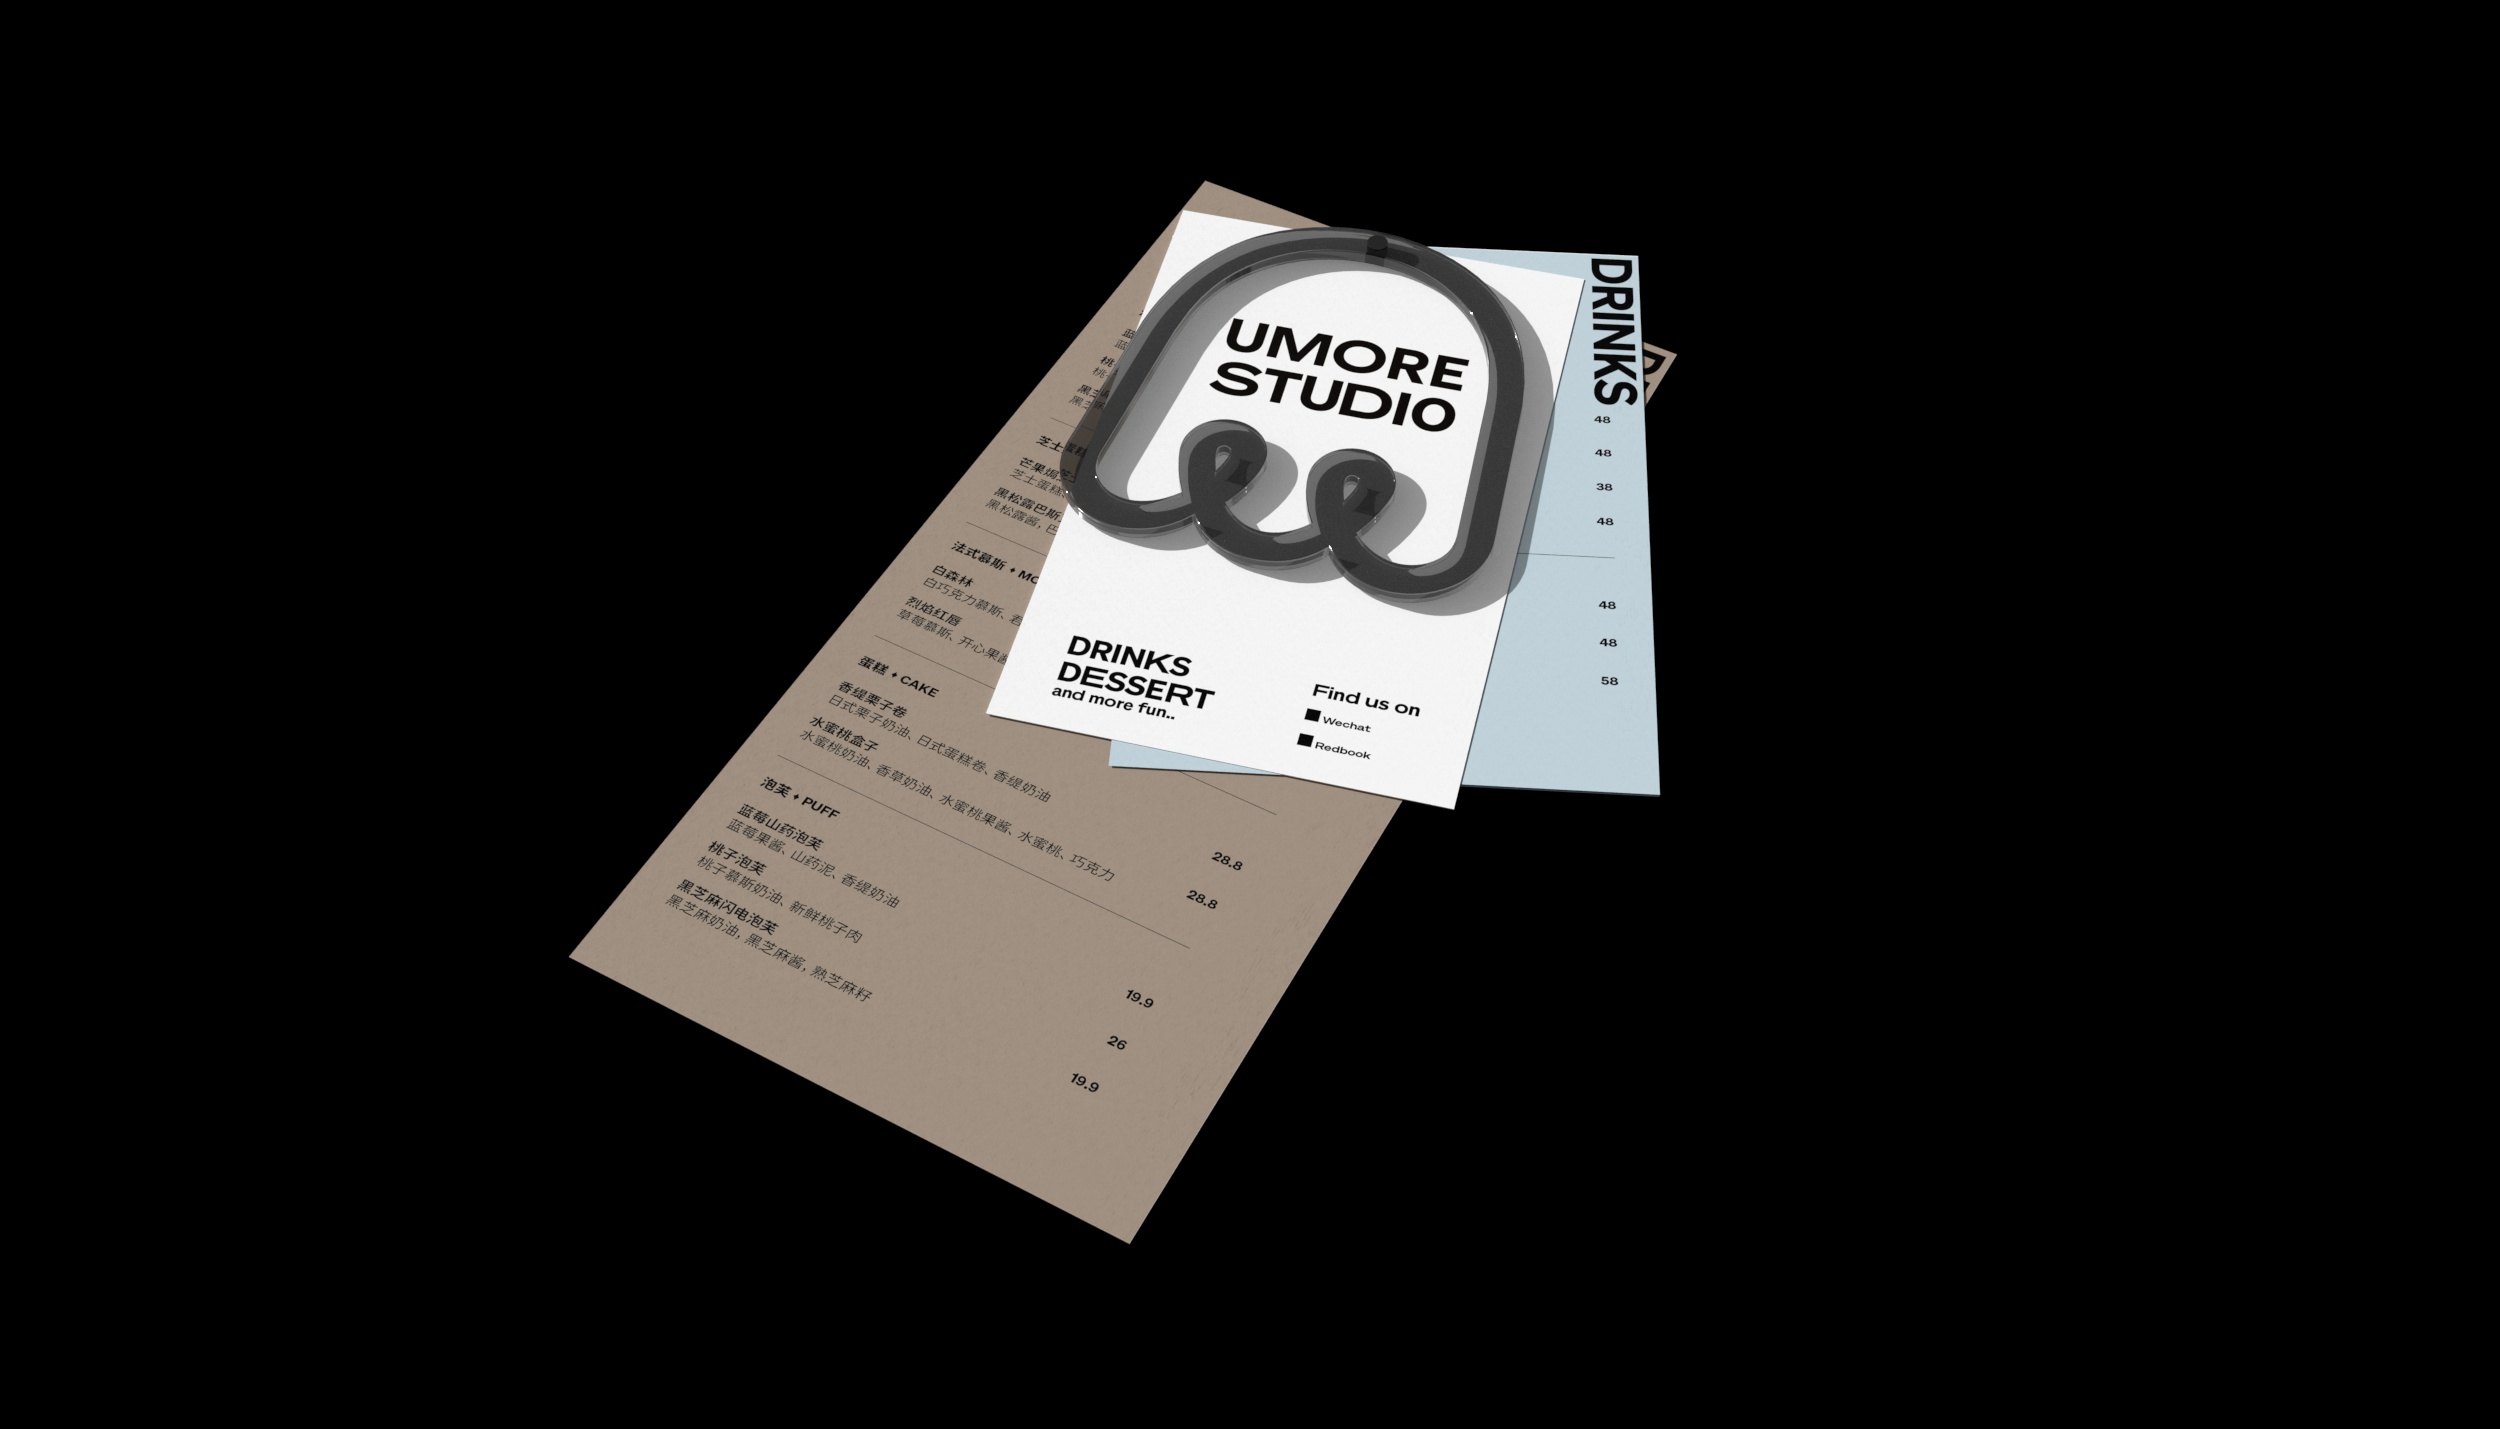 UMORE
STUDIO
DRINKS
DESSERT
and more fun..
Find us on
Wechat
Redbook
DRINKS
48
48
38
48
48
48
58
芝士
芒果焗芝
芝士蛋糕
黑松露巴斯
黑松露酱，巴
法式慕斯 ✦ MO
白森林
白巧克力慕斯、君
烈焰红唇
草莓慕斯、开心果酱
蛋糕 ✦ CAKE
香缇栗子卷
日式栗子奶油、日式蛋糕卷、香缇奶油
28.8
水蜜桃盒子
水蜜桃奶油、香草奶油、水蜜桃果酱、水蜜桃、巧克力
28.8
泡芙 ✦ PUFF
蓝莓山药泡芙
蓝莓果酱、山药泥、香缇奶油
19.9
桃子泡芙
桃子慕斯奶油、新鲜桃子肉
26
黑芝麻闪电泡芙
黑芝麻奶油，黑芝麻酱，熟芝麻籽
19.9